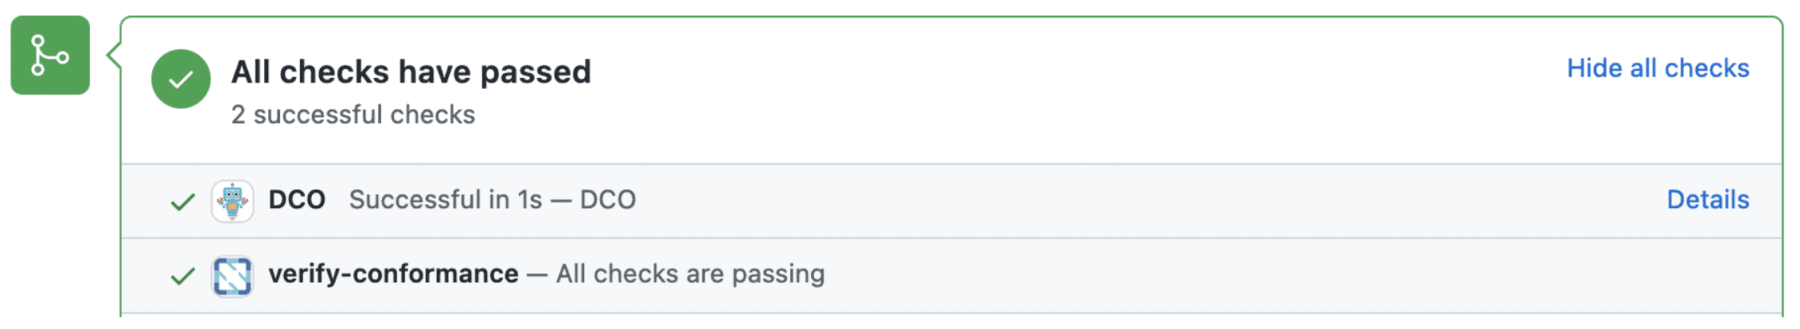 All checks have passed
Hide all checks
2 successful checks
DCO Successful in 1s — DCO
Details
verify-conformance — All checks are passing